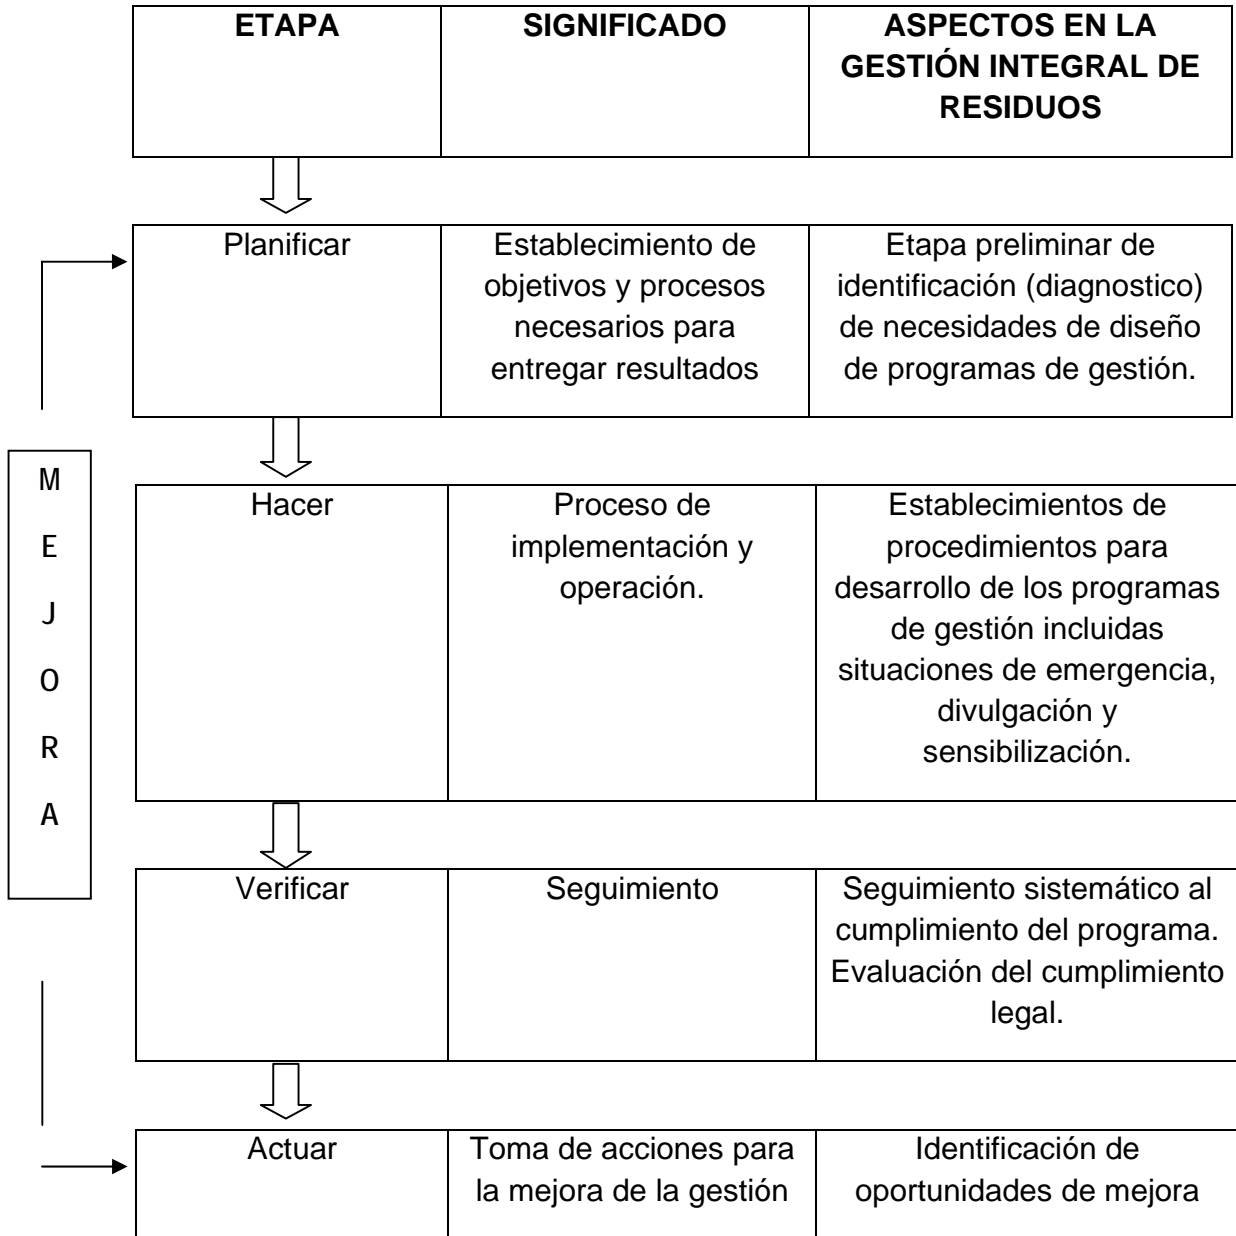 ETAPA
SIGNIFICADO
ASPECTOS EN LA
GESTIÓN INTEGRAL DE
RESIDUOS
Planificar
Establecimiento de
objetivos y procesos
necesarios para
entregar resultados
Etapa preliminar de
identificación (diagnostico)
de necesidades de diseño
de programas de gestión.
M
E
J
O
R
A
Hacer
Proceso de
implementación y
operación.
Establecimientos de
procedimientos para
desarrollo de los programas
de gestión incluidas
situaciones de emergencia,
divulgación y
sensibilización.
Verificar
Seguimiento
Seguimiento sistemático al
cumplimiento del programa.
Evaluación del cumplimiento
legal.
Actuar
Toma de acciones para
la mejora de la gestión
Identificación de
oportunidades de mejora